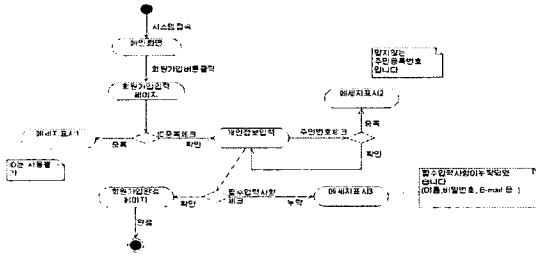 시스템접속
메인화면
회원가입버튼클릭
회원가입입력
페이지
맞지않는
주민등록번호
입니다
메세지표시2
메세지표시1
중복
ID중복체크
확인
개인정보입력
주민번호체크
중복
확인
ID는 사용불
가
회원가입완료
페이지
확인
필수입력사항
체크
누락
메세지표시3
필수입력사항이누락되었
습니다
(이름,비밀번호, E-mail 등 )
완료